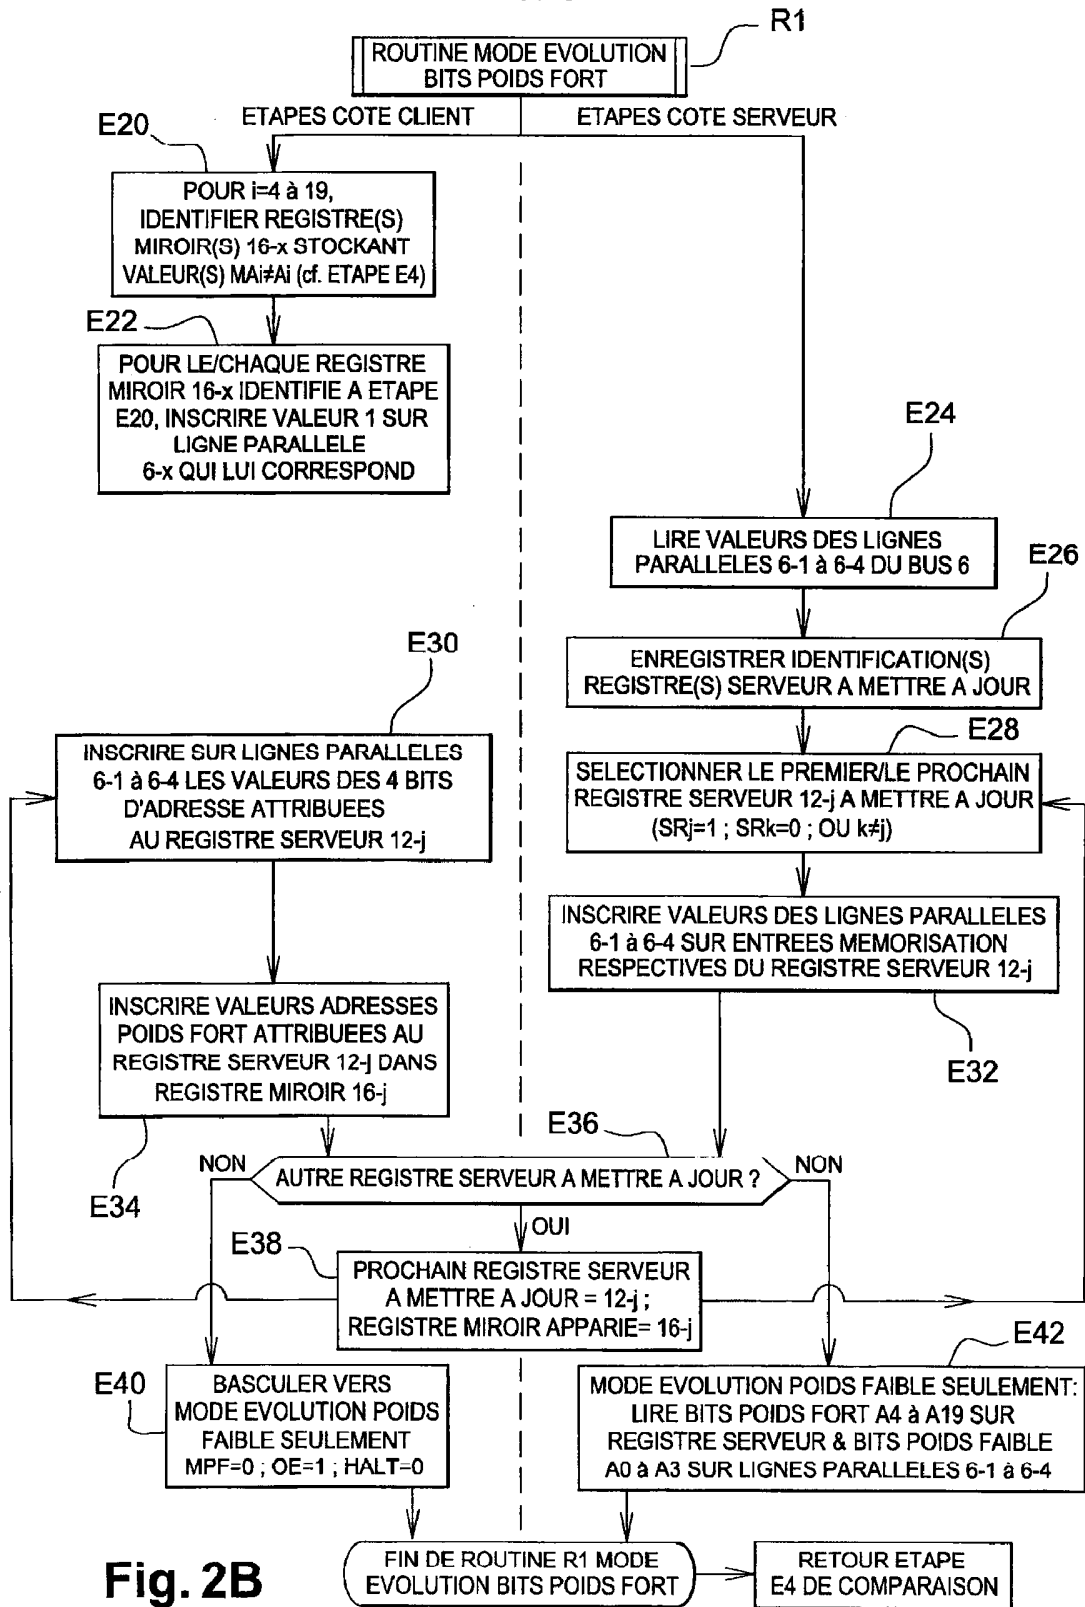 R1
ROUTINE MODE EVOLUTION
BITS POIDS FORT
ETAPES COTE CLIENT
ETAPES COTE SERVEUR
E20
POUR i=4 à 19,
IDENTIFIER REGISTRE(S)
MIROIR(S) 16-x STOCKANT
VALEUR(S) MAi≠Ai (cf. ETAPE E4)
E22
POUR LE/CHAQUE REGISTRE
MIROIR 16-x IDENTIFIE A ETAPE
E20, INSCRIRE VALEUR 1 SUR
LIGNE PARALLELE
6-x QUI LUI CORRESPOND
E24
LIRE VALEURS DES LIGNES
PARALLELES 6-1 à 6-4 DU BUS 6
E26
ENREGISTRER IDENTIFICATION(S)
REGISTRE(S) SERVEUR A METTRE A JOUR
E28
SELECTIONNER LE PREMIER/LE PROCHAIN
REGISTRE SERVEUR 12-j A METTRE A JOUR
(SRj=1 ; SRk=0 ; OU k≠j)
E30
INSCRIRE SUR LIGNES PARALLELES
6-1 à 6-4 LES VALEURS DES 4 BITS
D'ADRESSE ATTRIBUEES
AU REGISTRE SERVEUR 12-j
INSCRIRE VALEURS DES LIGNES PARALLELES
6-1 à 6-4 SUR ENTREES MEMORISATION
RESPECTIVES DU REGISTRE SERVEUR 12-j
E32
INSCRIRE VALEURS ADRESSES
POIDS FORT ATTRIBUEES AU
REGISTRE SERVEUR 12-j DANS
REGISTRE MIROIR 16-j
E34
E36
NON
AUTRE REGISTRE SERVEUR A METTRE A JOUR ?
NON
OUI
E38
PROCHAIN REGISTRE SERVEUR
A METTRE A JOUR = 12-j ;
REGISTRE MIROIR APPARIE= 16-j
E40
BASCULER VERS
MODE EVOLUTION POIDS
FAIBLE SEULEMENT
MPF=0 ; OE=1 ; HALT=0
E42
MODE EVOLUTION POIDS FAIBLE SEULEMENT:
LIRE BITS POIDS FORT A4 à A19 SUR
REGISTRE SERVEUR & BITS POIDS FAIBLE
A0 à A3 SUR LIGNES PARALLELES 6-1 à 6-4
FIN DE ROUTINE R1 MODE
EVOLUTION BITS POIDS FORT
RETOUR ETAPE
E4 DE COMPARAISON
Fig. 2B